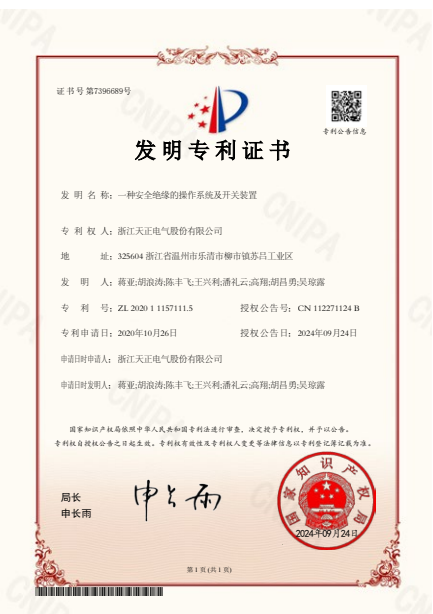 证书号第7396689号
专利公告信息
发明专利证书
发明名称：一种安全绝缘的操作系统及开关装置
专利权人：浙江天正电气股份有限公司
地址：325604 浙江省温州市乐清市柳市镇苏吕工业区
发明人：蒋亚;胡浪涛;陈丰飞;王兴利;潘礼云;高翔;胡昌勇;吴琼露
专利号：ZL 2020 1 1157111.5 授权公告号：CN 112271124 B
专利申请日：2020年10月26日 授权公告日：2024年09月24日
申请日时申请人：浙江天正电气股份有限公司
申请日时发明人：蒋亚;胡浪涛;陈丰飞;王兴利;潘礼云;高翔;胡昌勇;吴琼露
国家知识产权局依照中华人民共和国专利法进行审查，决定授予专利权，并予以公告。
专利权自授权公告之日起生效。专利权有效性及专利权人变更等法律信息以专利登记簿记载为准。
局长
申长雨
申长雨
国家知识产权局
2024年09月24日
第1页(共1页)
CNIPA
CNIPA
CNIPA
CNIPA
CNIPA